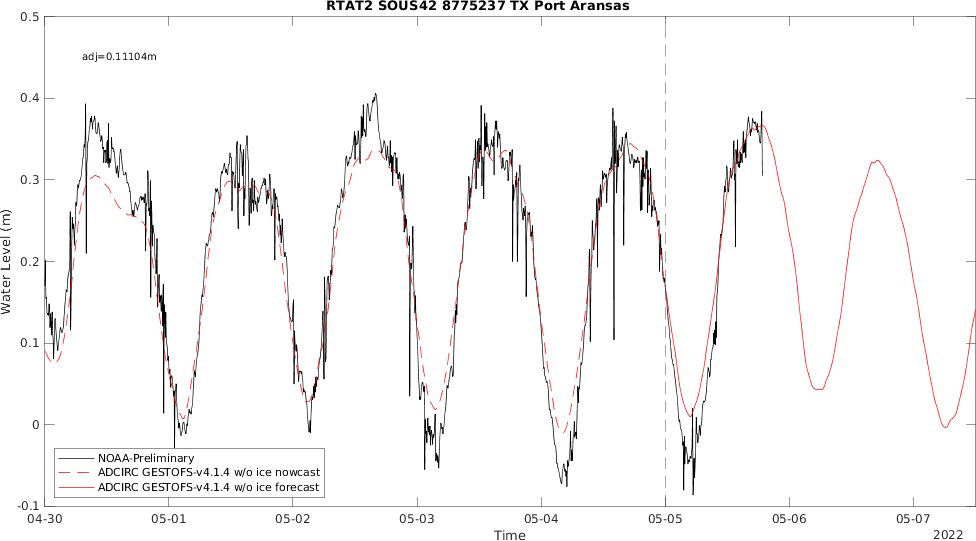 RTAT2 SOUS42 8775237 TX Port Aransas
adj=0.11104m
0.5
0.4
0.3
0.2
0.1
0
-0.1
Water Level (m)
NOAA-Preliminary
ADCIRC GESTOFS-v4.1.4 w/o ice nowcast
ADCIRC GESTOFS-v4.1.4 w/o ice forecast
04-30 05-01 05-02 05-03 05-04 05-05 05-06 05-07
Time
2022